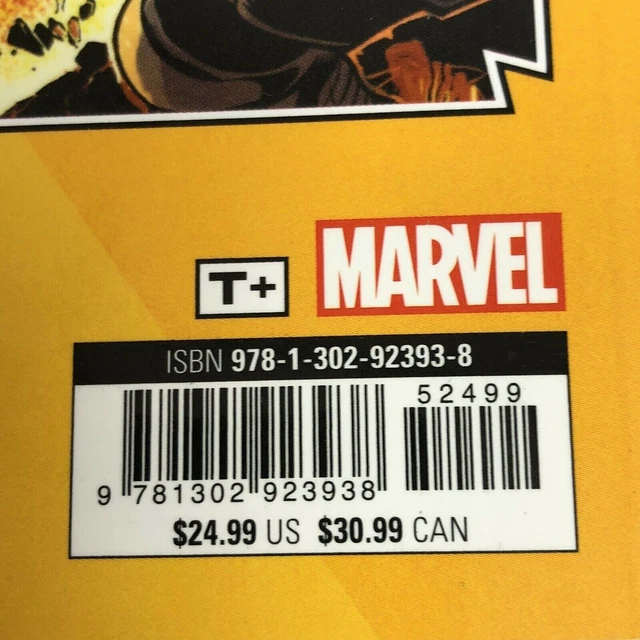 T+
MARVEL
ISBN 978-1-302-92393-8
52499
9 781302 923938
$24.99 US $30.99 CAN